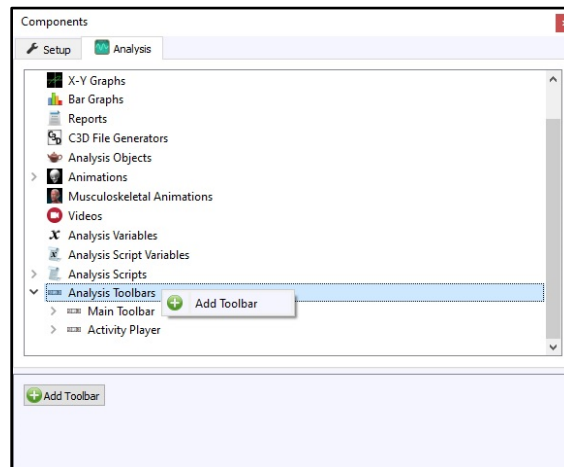 Components
Setup
Analysis
X-Y Graphs
Bar Graphs
Reports
C3D File Generators
Analysis Objects
Animations
Musculoskeletal Animations
Videos
Analysis Variables
Analysis Script Variables
Analysis Scripts
Analysis Toolbars
Add Toolbar
Main Toolbar
Activity Player
Add Toolbar